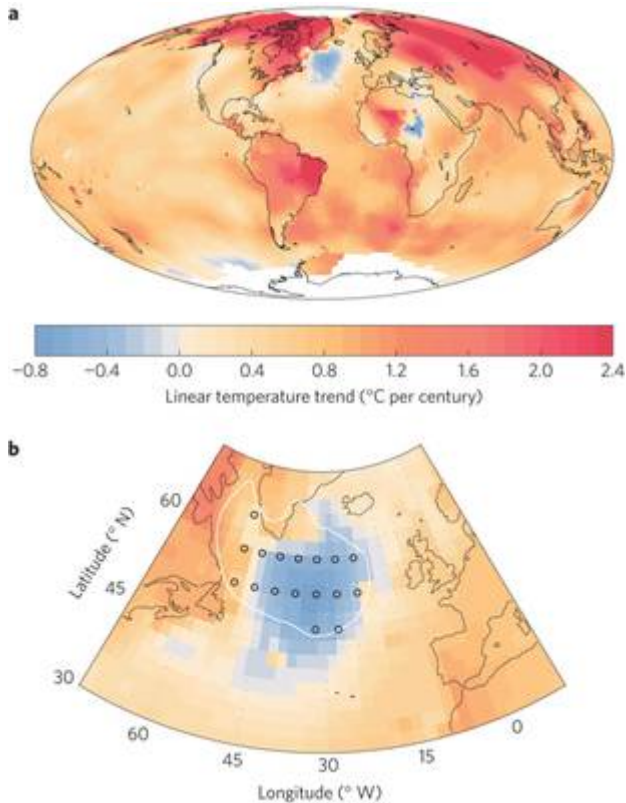 a
−0.8 −0.4 0.0 0.4 0.8 1.2 1.6 2.0 2.4
Linear temperature trend (°C per century)
b
60
45
30
Latitude (° N)
60
45
30
15
0
Longitude (° W)